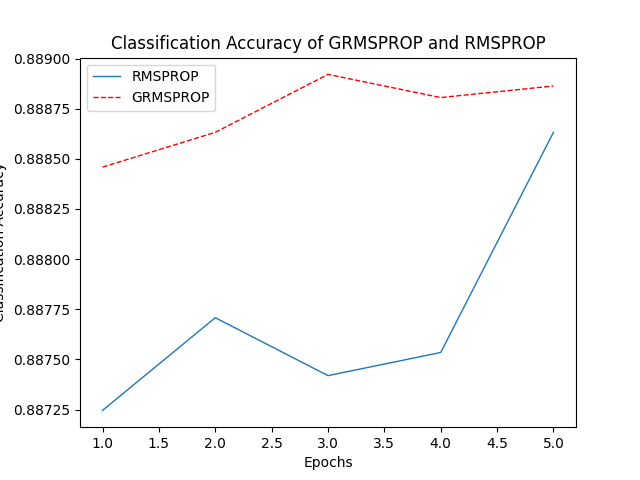 Classification Accuracy of GRMSPROP and RMSPROP
RMSPROP
GRMSPROP
0.88900
0.88875
0.88850
0.88825
0.88800
0.88775
0.88750
0.88725
Classification Accuracy
1.0 1.5 2.0 2.5 3.0 3.5 4.0 4.5 5.0
Epochs